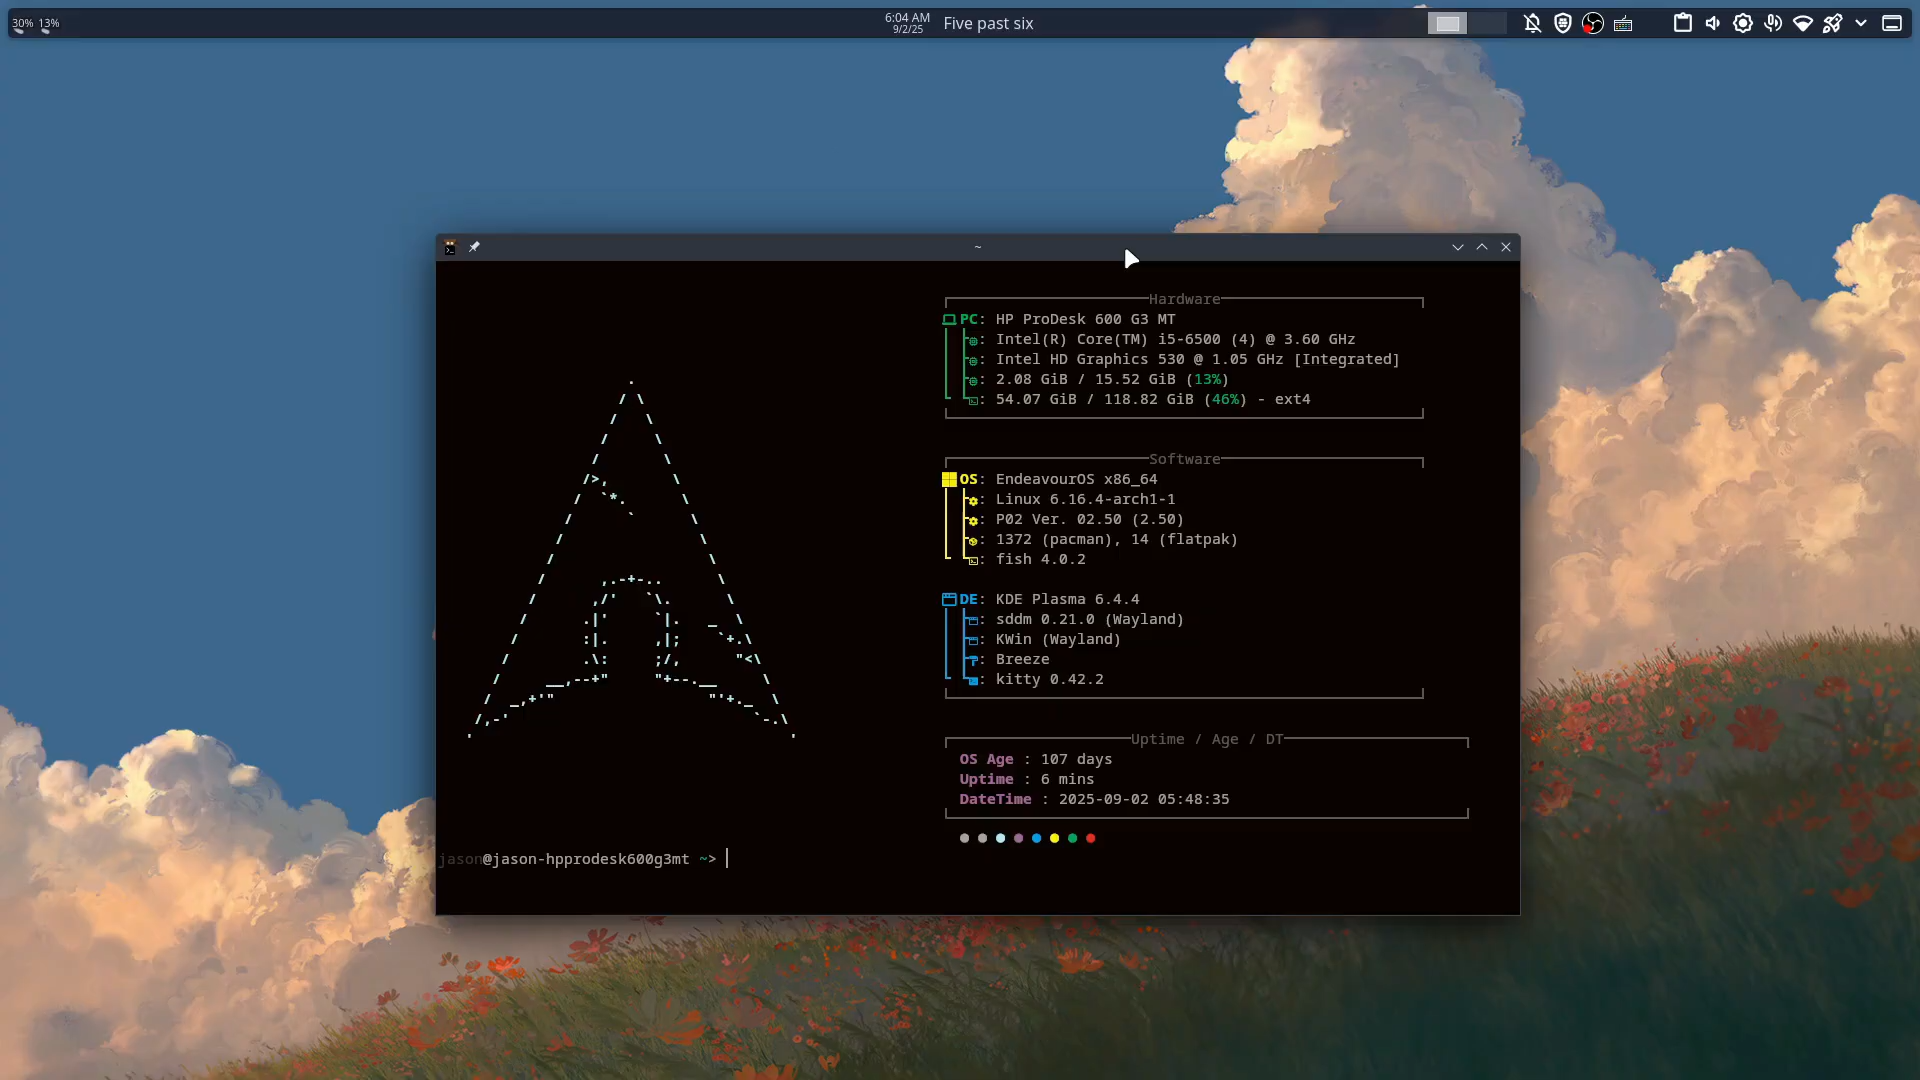 30% 13%
6:04 AM
9/2/25
Five past six
~
Hardware
PC: HP ProDesk 600 G3 MT
: Intel(R) Core(TM) i5-6500 (4) @ 3.60 GHz
: Intel HD Graphics 530 @ 1.05 GHz [Integrated]
: 2.08 GiB / 15.52 GiB (13%)
: 54.07 GiB / 118.82 GiB (46%) - ext4
Software
OS: EndeavourOS x86_64
: Linux 6.16.4-arch1-1
: P02 Ver. 02.50 (2.50)
: 1372 (pacman), 14 (flatpak)
: fish 4.0.2
DE: KDE Plasma 6.4.4
: sddm 0.21.0 (Wayland)
: KWin (Wayland)
: Breeze
: kitty 0.42.2
Uptime / Age / DT
OS Age : 107 days
Uptime : 6 mins
DateTime : 2025-09-02 05:48:35
jason@jason-hpprodesk600g3mt ~>